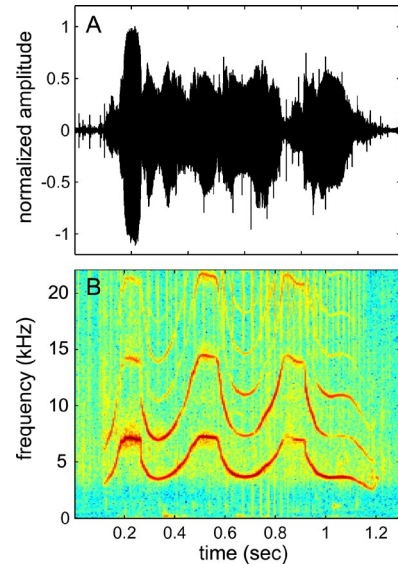 A
1
0.5
0
-0.5
-1
normalized amplitude
B
20
15
10
5
0
frequency (kHz)
0.2 0.4 0.6 0.8 1 1.2
time (sec)